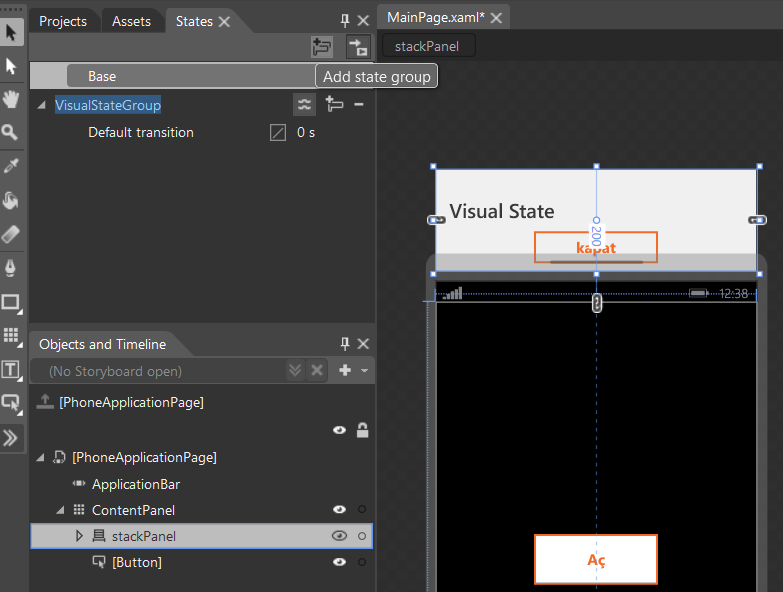 Projects
Assets
States
MainPage.xaml*
stackPanel
Base
Add state group
VisualStateGroup
Default transition
0 s
Visual State
200
kapat
12:38
Objects and Timeline
(No Storyboard open)
[PhoneApplicationPage]
[PhoneApplicationPage]
ApplicationBar
ContentPanel
stackPanel
[Button]
T
Aç